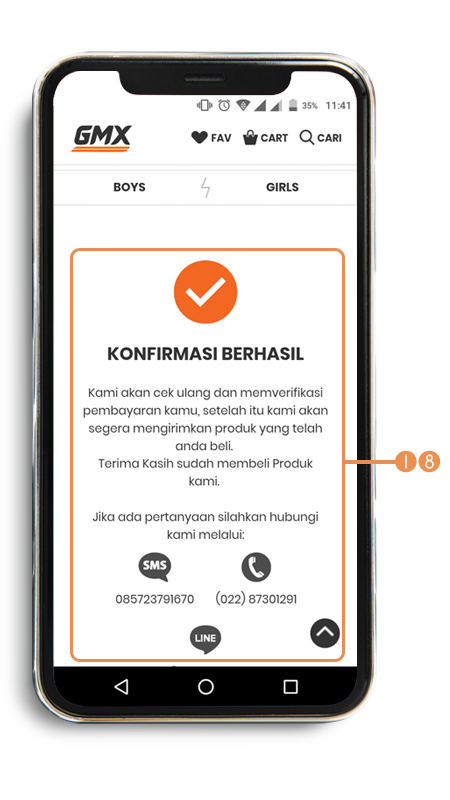 35% 11:41
GMX FAV CART CARI
BOYS GIRLS
KONFIRMASI BERHASIL
Kami akan cek ulang dan memverifikasi
pembayaran kamu, setelah itu kami akan
segera mengirimkan produk yang telah
anda beli.
Terima Kasih sudah membeli Produk
kami.
Jika ada pertanyaan silahkan hubungi
kami melalui:
SMS
085723791670 (022) 87301291
LINE
18